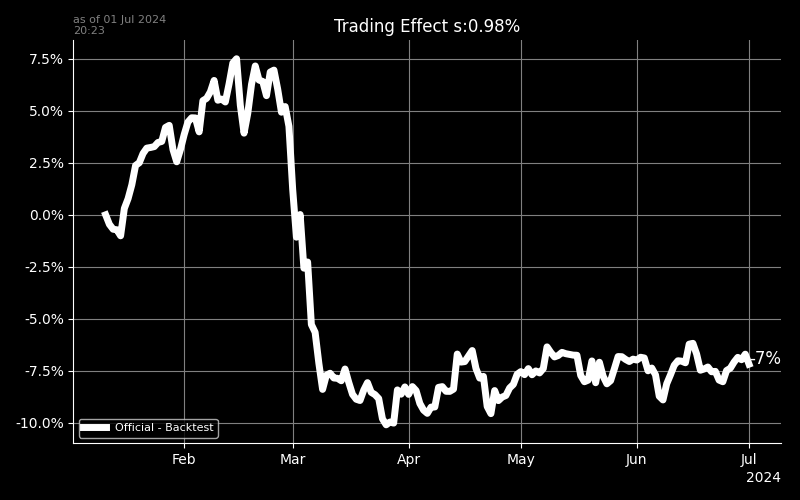 as of 01 Jul 2024
20:23
Trading Effect s:0.98%
7.5%
5.0%
2.5%
0.0%
-2.5%
-5.0%
-7.5%
-10.0%
-7%
Official - Backtest
Feb
Mar
Apr
May
Jun
Jul
2024